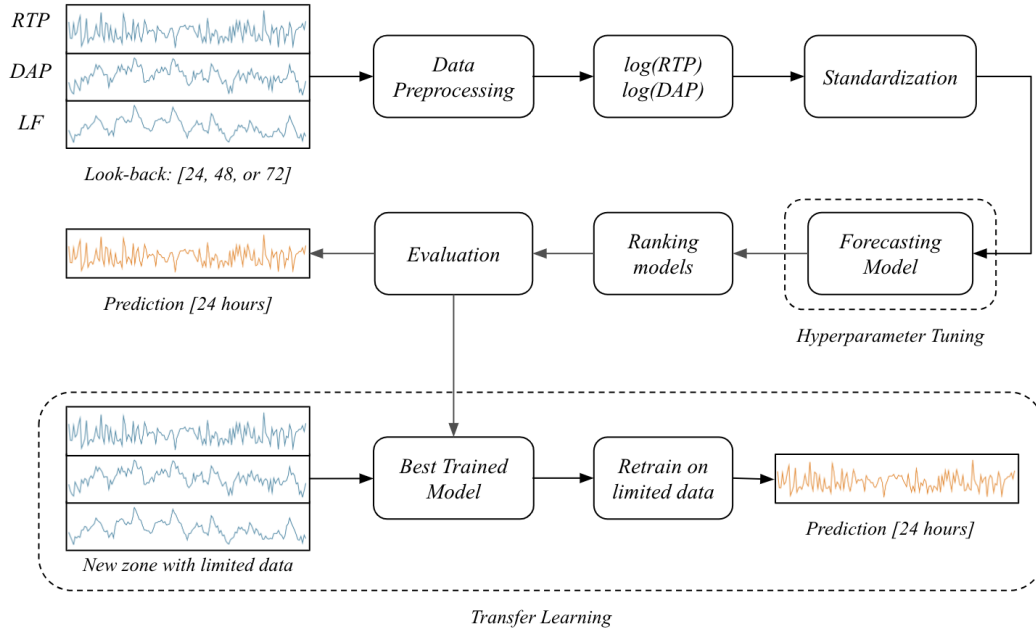 RTP
DAP
LF
Look-back: [24, 48, or 72]
Data
Preprocessing
log(RTP)
log(DAP)
Standardization
Prediction [24 hours]
Evaluation
Ranking
models
Forecasting
Model
Hyperparameter Tuning
New zone with limited data
Best Trained
Model
Retrain on
limited data
Prediction [24 hours]
Transfer Learning